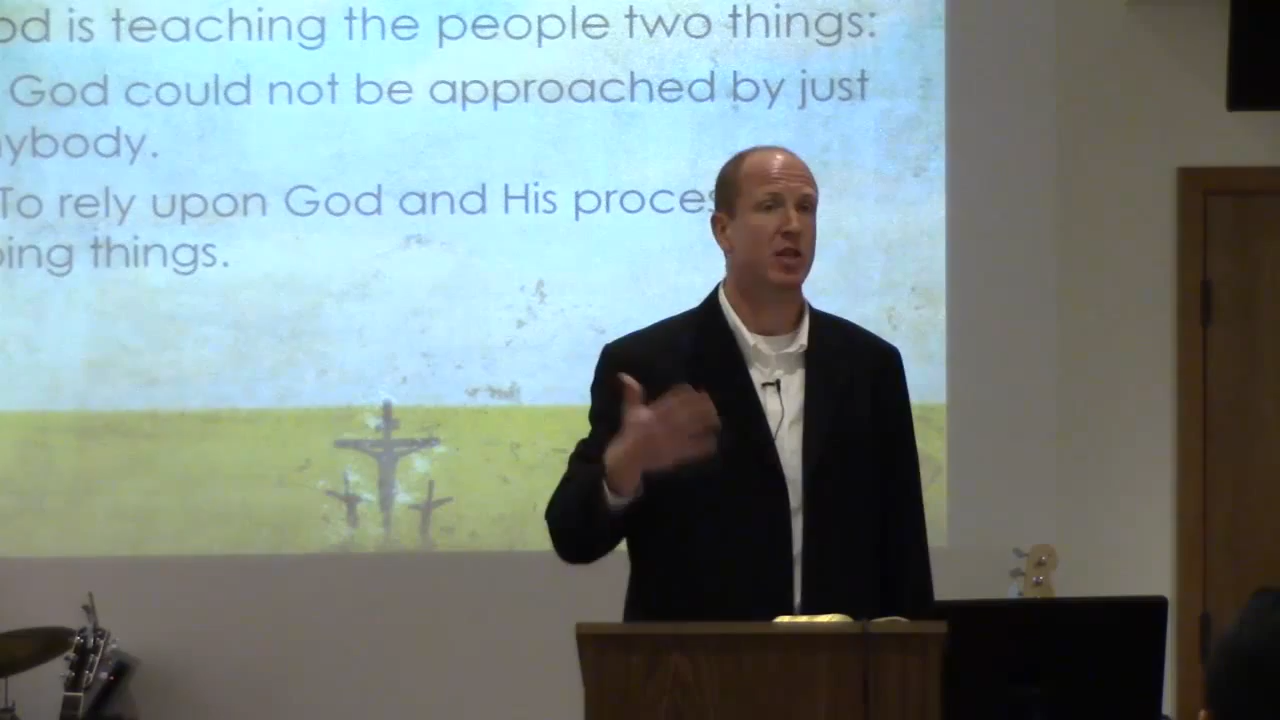 od is teaching the people two things:
God could not be approached by just
nybody.
To rely upon God and His proces
oing things.